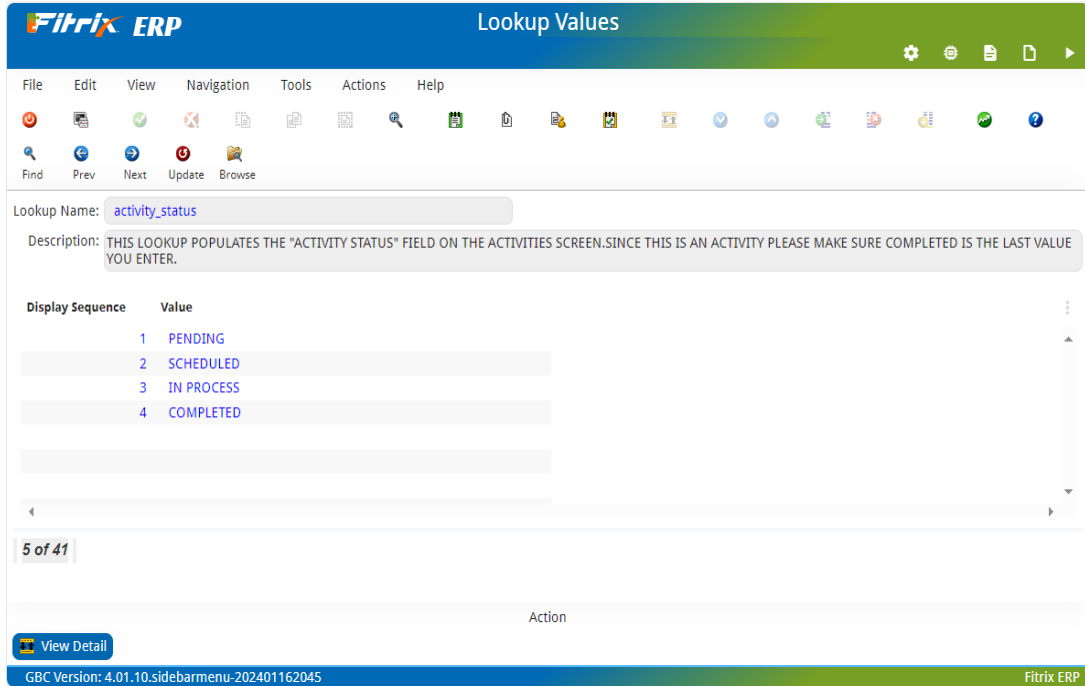 Fitrix ERP
Lookup Values
File Edit View Navigation Tools Actions Help
Find Prev Next Update Browse
Lookup Name: activity_status
Description: THIS LOOKUP POPULATES THE "ACTIVITY STATUS" FIELD ON THE ACTIVITIES SCREEN.SINCE THIS IS AN ACTIVITY PLEASE MAKE SURE COMPLETED IS THE LAST VALUE
YOU ENTER.
Display Sequence Value
1 PENDING
2 SCHEDULED
3 IN PROCESS
4 COMPLETED
5 of 41
Action
View Detail
GBC Version: 4.01.10.sidebarmenu-202401162045 Fitrix ERP